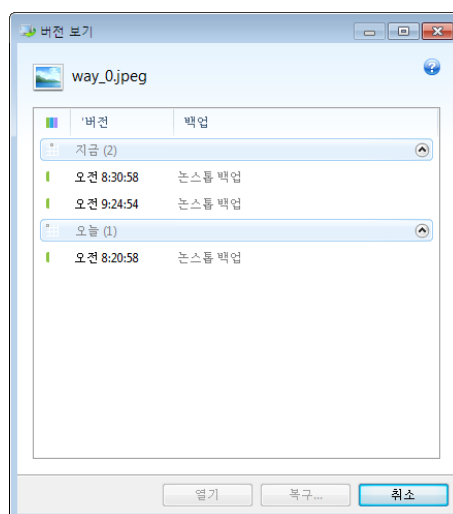 버전 보기
way_0.jpeg
'버전 백업
지금 (2)
오전 8:30:58 논스톱 백업
오전 9:24:54 논스톱 백업
오늘 (1)
오전 8:20:58 논스톱 백업
열기 복구... 취소